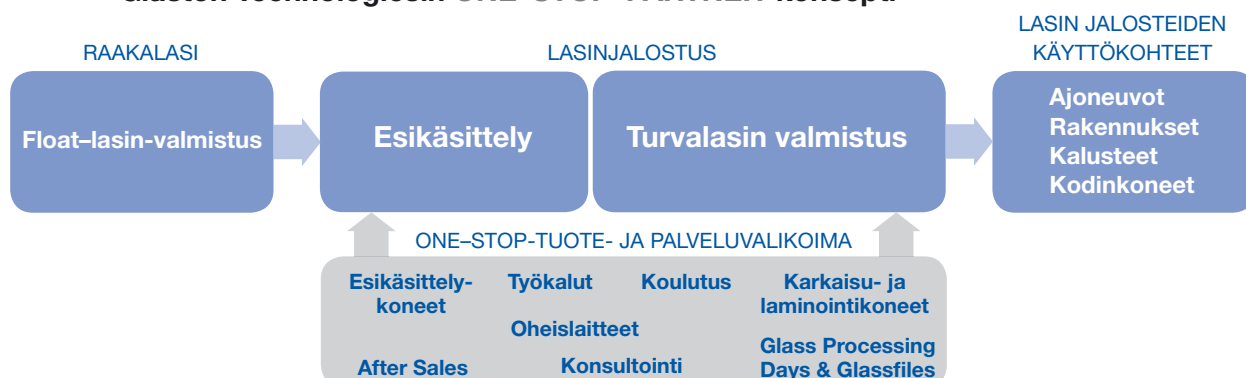 RAAKALASI
LASINJALOSTUS
LASIN JALOSTEIDEN
KÄYTTÖKOHTEET
Float–lasin-valmistus
Esikäsittely
Turvalasin valmistus
Ajoneuvot
Rakennukset
Kalusteet
Kodinkoneet
ONE–STOP-TUOTE- JA PALVELUVALIKOIMA
Esikäsittely-
koneet
Työkalut
Koulutus
Karkaisu- ja
laminointikoneet
Oheislaitteet
After Sales
Konsultointi
Glass Processing
Days & Glassfiles